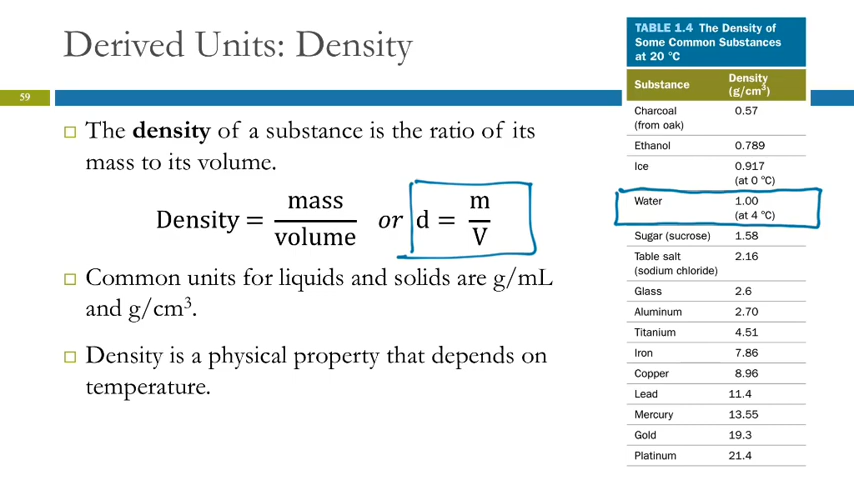 Derived Units: Density
59
□ The density of a substance is the ratio of its
mass to its volume.
Density = mass / volume or d = m / V
□ Common units for liquids and solids are g/mL
and g/cm³.
□ Density is a physical property that depends on
temperature.
TABLE 1.4 The Density of
Some Common Substances
at 20 °C
Substance Density
(g/cm³)
Charcoal 0.57
(from oak)
Ethanol 0.789
Ice 0.917
(at 0 °C)
Water 1.00
(at 4 °C)
Sugar (sucrose) 1.58
Table salt 2.16
(sodium chloride)
Glass 2.6
Aluminum 2.70
Titanium 4.51
Iron 7.86
Copper 8.96
Lead 11.4
Mercury 13.55
Gold 19.3
Platinum 21.4